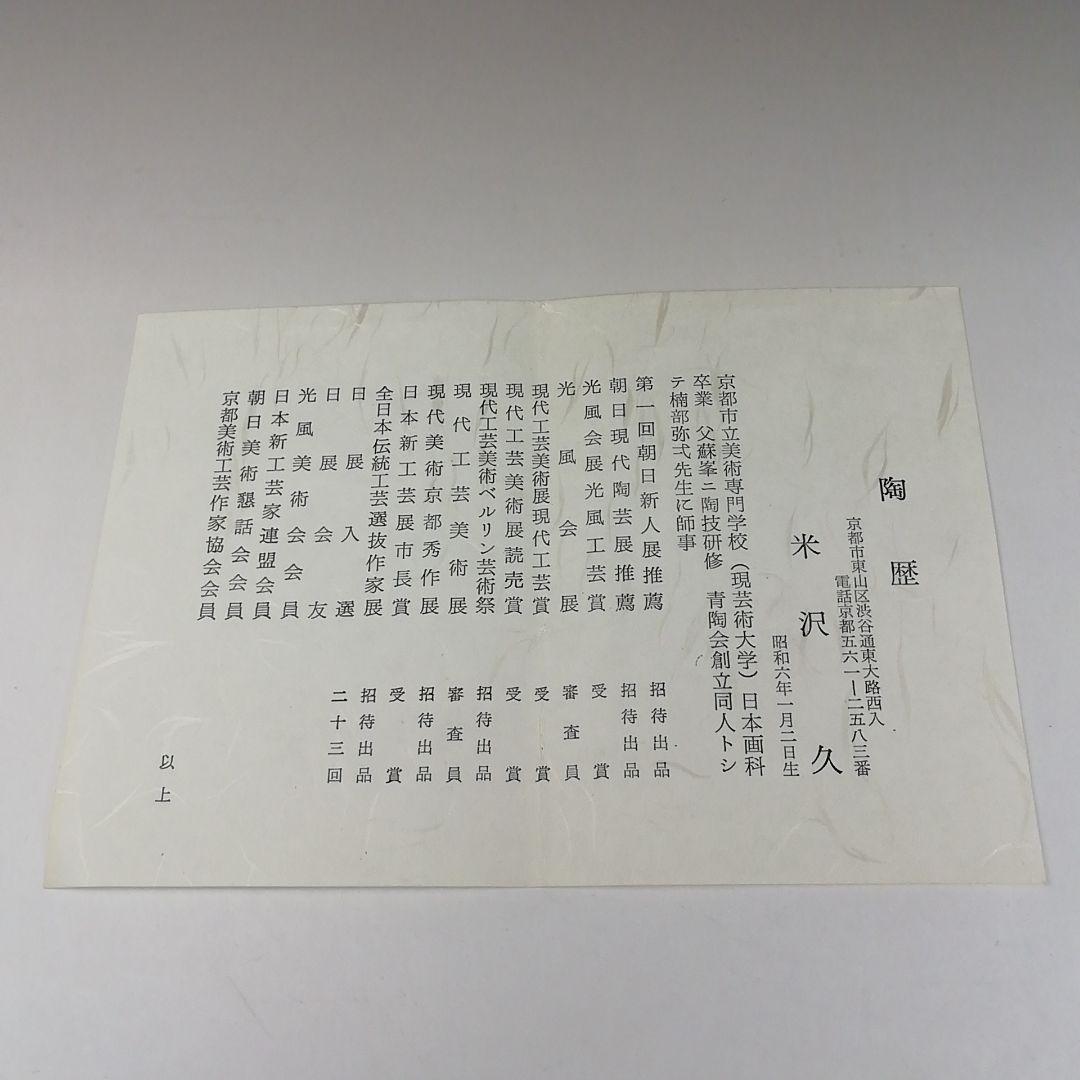 陶歴
京都市東山区渋谷通東大路西入
電話京都五六一ー二五八三番
米沢久
昭和六年一月二日生
京都市立美術専門学校(現芸術大学)日本画科
卒業 父蘇峯ニ陶技研修 青陶会創立同人トシ
テ楠部弥弌先生に師事
第一回朝日新人展推薦 招待出品
朝日現代陶芸展推薦 招待出品
光風会展光風工芸賞 受賞
光風会展 審査員
現代工芸美術展現代工芸賞 受賞
現代工芸美術展読売賞 受賞
現代工芸美術ベルリン芸術祭 招待出品
現代工芸美術展 審査員
現代美術京都秀作展 招待出品
日本新工芸展市長賞 受賞
全日本伝統工芸選抜作家展 招待出品
日展入選 二十三回
日展会友
光風美術会会員
日本新工芸家連盟会員
朝日美術懇話会会員
京都美術工芸作家協会会員
以上